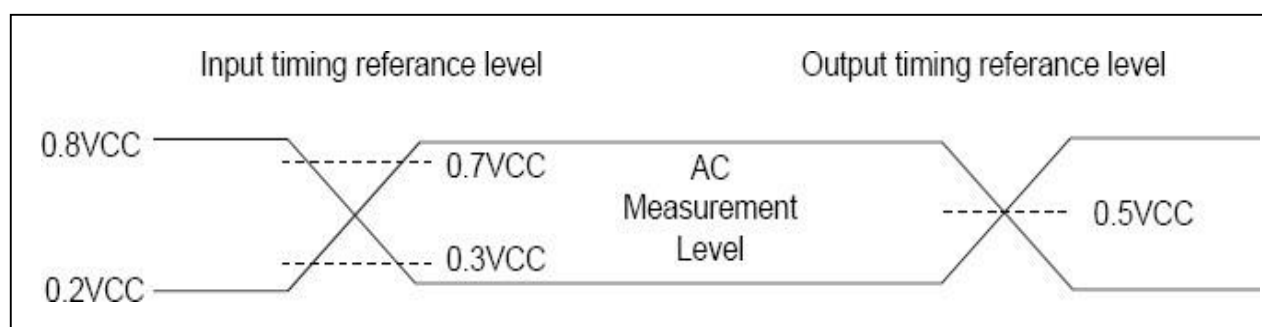 Input timing referance level
Output timing referance level
0.8VCC
0.7VCC
AC
Measurement
Level
0.5VCC
0.3VCC
0.2VCC